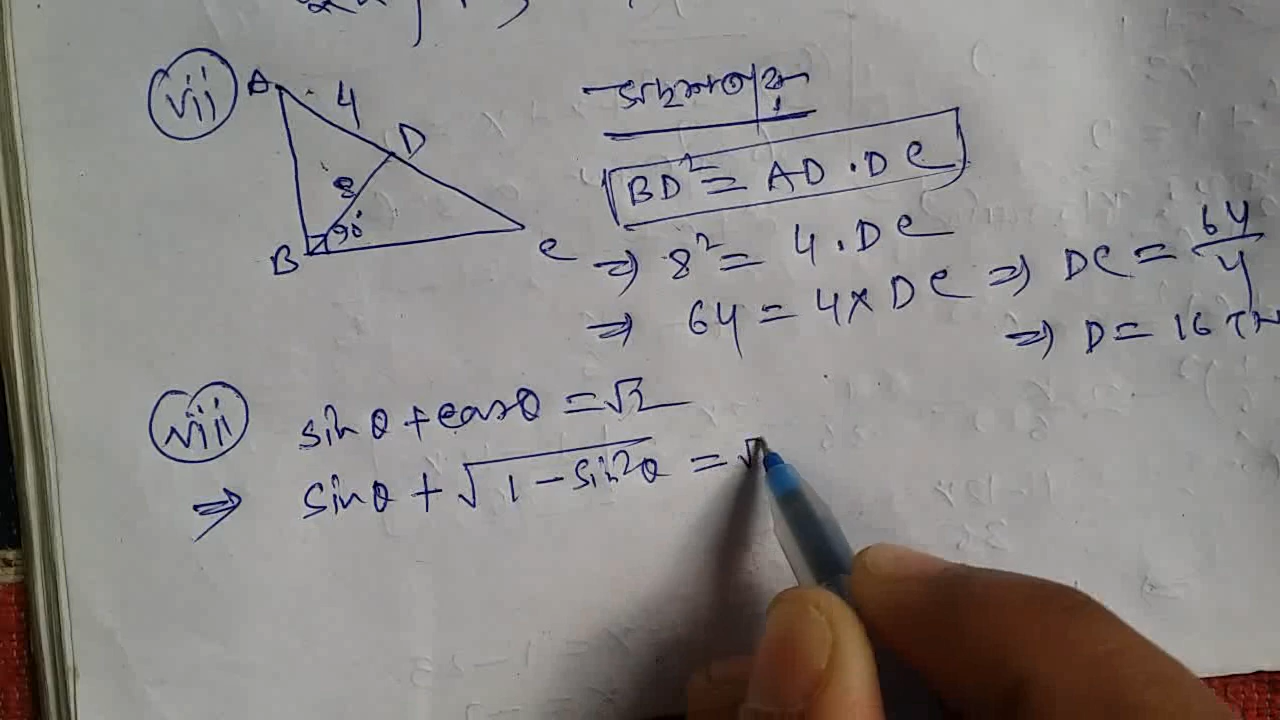 vii
A
4
D
8
90°
B
C
BD² = AD · DC
⇒ 8² = 4 . DC
⇒ 64 = 4 × DC ⇒ DC = 64/4
⇒ D = 16
viii
sinθ + cosθ = √2
⇒ sinθ + √(1 - sin²θ) = √